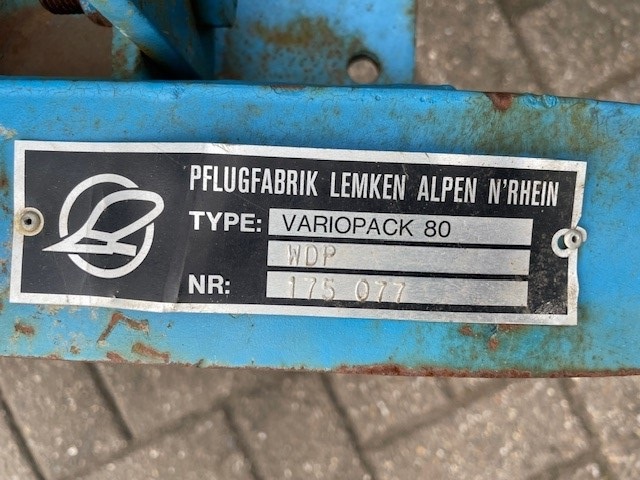 PFLUGFABRIK LEMKEN ALPEN N'RHEIN
TYPE: VARIOPACK 80
WDP
NR: 175 077